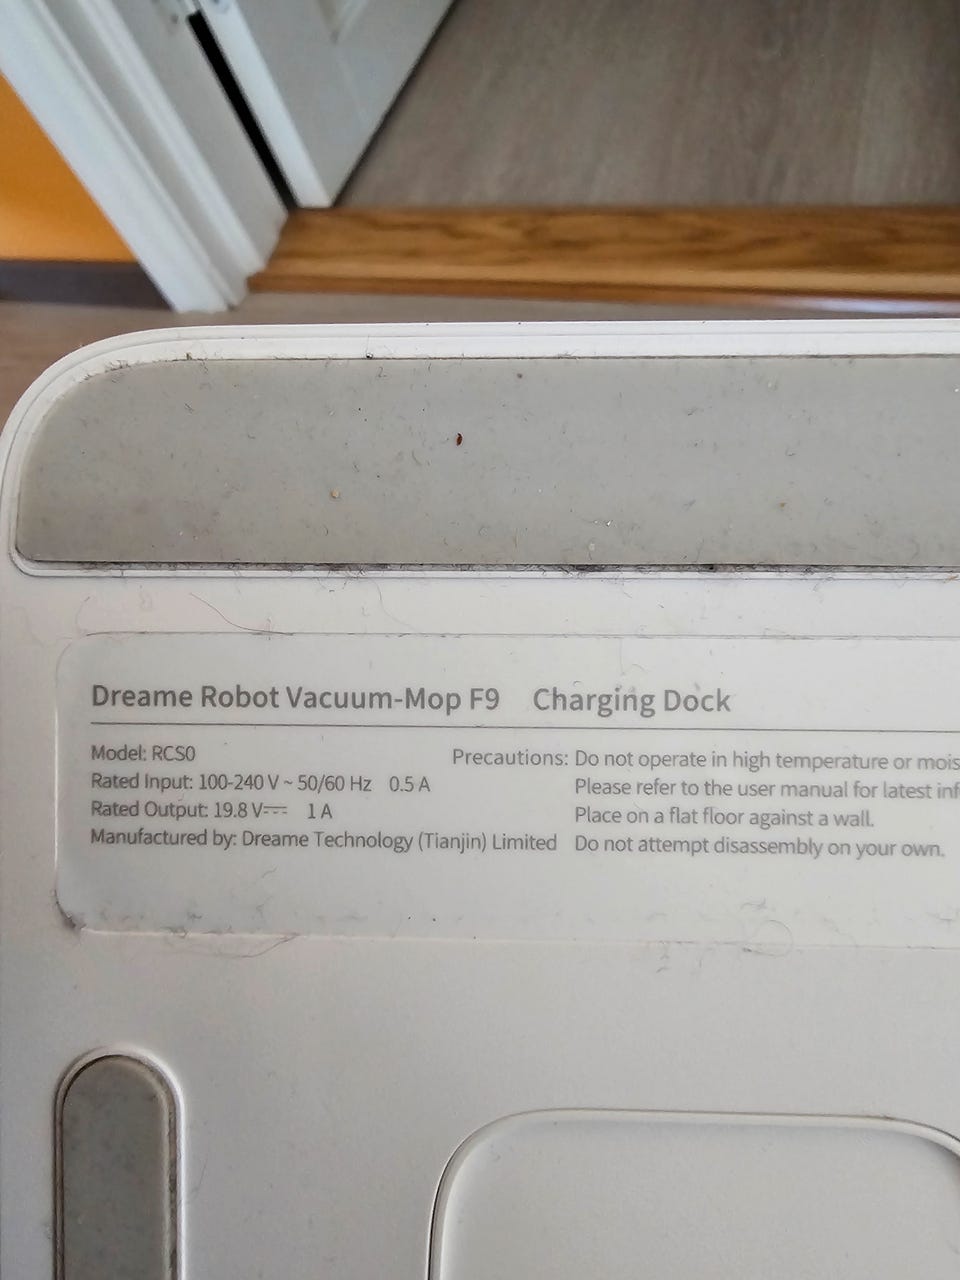 Dreame Robot Vacuum-Mop F9 Charging Dock
Model: RCS0
Rated Input: 100-240 V ~ 50/60 Hz 0.5 A
Rated Output: 19.8 V⎓ 1 A
Manufactured by: Dreame Technology (Tianjin) Limited
Precautions: Do not operate in high temperature or
Please refer to the user manual for latest
Place on a flat floor against a wall.
Do not attempt disassembly on your own.